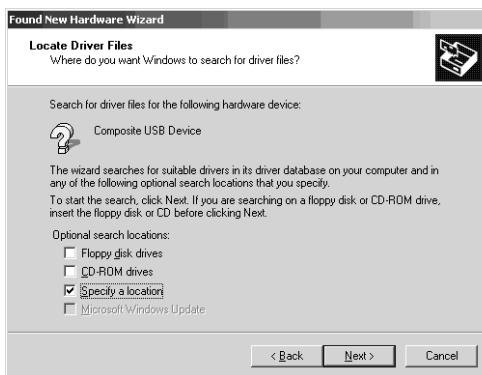 Found New Hardware Wizard
Locate Driver Files
Where do you want Windows to search for driver files?
Search for driver files for the following hardware device:
Composite USB Device
The wizard searches for suitable drivers in its driver database on your computer and in
any of the following optional search locations that you specify.
To start the search, click Next. If you are searching on a floppy disk or CD-ROM drive,
insert the floppy disk or CD before clicking Next.
Optional search locations:
Floppy disk drives
CD-ROM drives
Specify a location
Microsoft Windows Update
< Back Next > Cancel